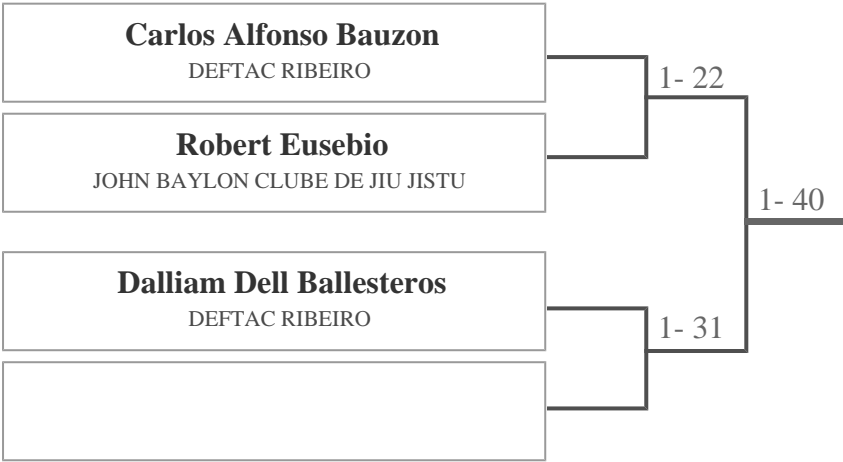 Carlos Alfonso Bauzon
DEFTAC RIBEIRO
1- 22
Robert Eusebio
JOHN BAYLON CLUBE DE JIU JISTU
1- 40
Dalliam Dell Ballesteros
DEFTAC RIBEIRO
1- 31